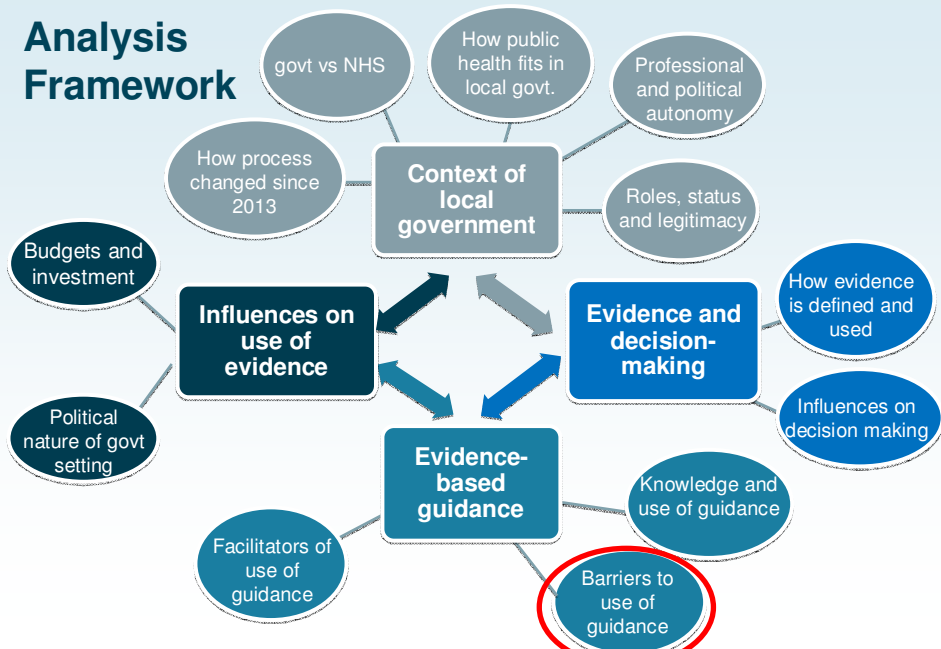 Analysis
Framework
govt vs NHS
How public
health fits in
local govt.
Professional
and political
autonomy
How process
changed since
2013
Context of
local
government
Roles, status
and legitimacy
Budgets and
investment
Influences on
use of
evidence
Evidence and
decision-
making
How evidence
is defined and
used
Political
nature of govt
setting
Influences on
decision making
Evidence-
based
guidance
Knowledge and
use of guidance
Facilitators of
use of
guidance
Barriers to
use of
guidance